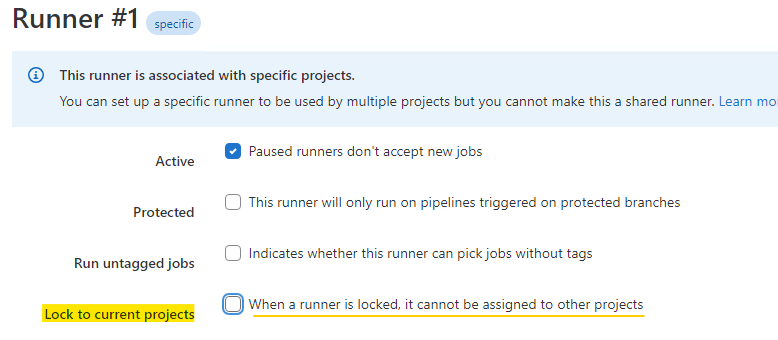 Runner #1 specific
This runner is associated with specific projects.
You can set up a specific runner to be used by multiple projects but you cannot make this a shared runner. Learn mo
Active Paused runners don't accept new jobs
Protected This runner will only run on pipelines triggered on protected branches
Run untagged jobs Indicates whether this runner can pick jobs without tags
Lock to current projects When a runner is locked, it cannot be assigned to other projects